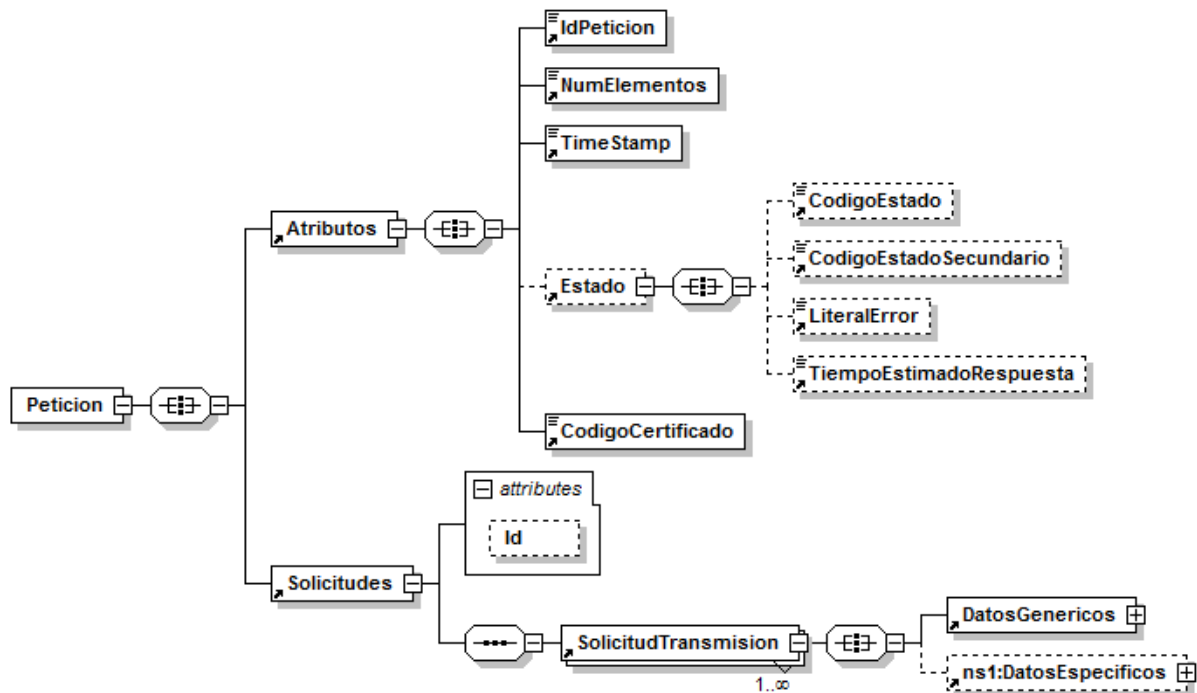 IdPeticion
NumElementos
TimeStamp
CodigoEstado
Atributos
CodigoEstadoSecundario
Estado
LiteralError
TiempoEstimadoRespuesta
Peticion
CodigoCertificado
attributes
Id
Solicitudes
DatosGenericos
SolicitudTransmision
ns1:DatosEspecificos
1..∞